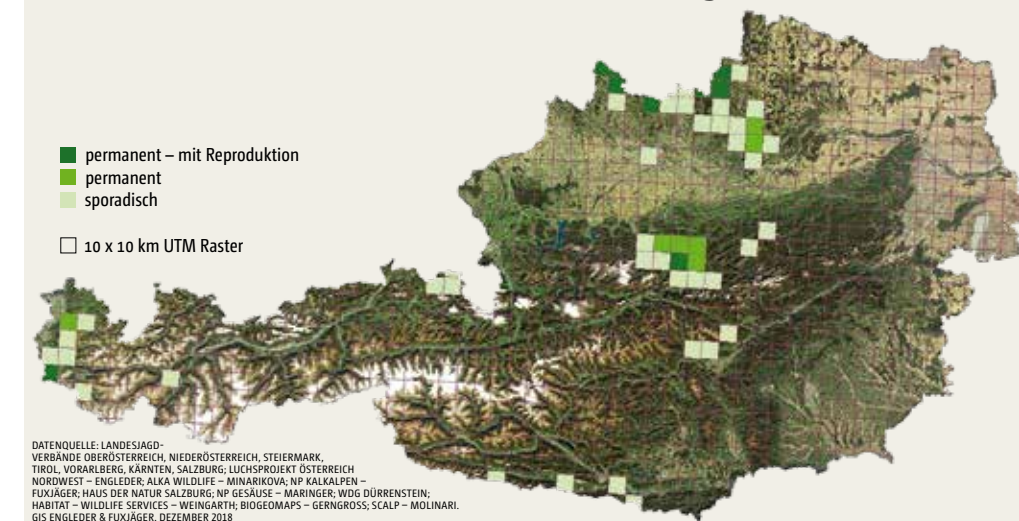 permanent – mit Reproduktion
permanent
sporadisch
10 x 10 km UTM Raster
DATENQUELLE: LANDESJAGD-
VERBÄNDE OBERÖSTERREICH, NIEDERÖSTERREICH, STEIERMARK,
TIROL, VORARLBERG, KÄRNTEN, SALZBURG; LUCHSPROJEKT ÖSTERREICH
NORDWEST – ENGLEDER; ALKA WILDLIFE – MINARIKOVA; NP KALKALPEN –
FUXJÄGER; HAUS DER NATUR SALZBURG; NP GESÄUSE – MARINGER; WDG DÜRRENSTEIN;
HABITAT – WILDLIFE SERVICES – WEINGARTH; BIOGEOMAPS – GERNGROSS; SCALP – MOLINARI.
GIS ENGLEDER & FUXJÄGER, DEZEMBER 2018